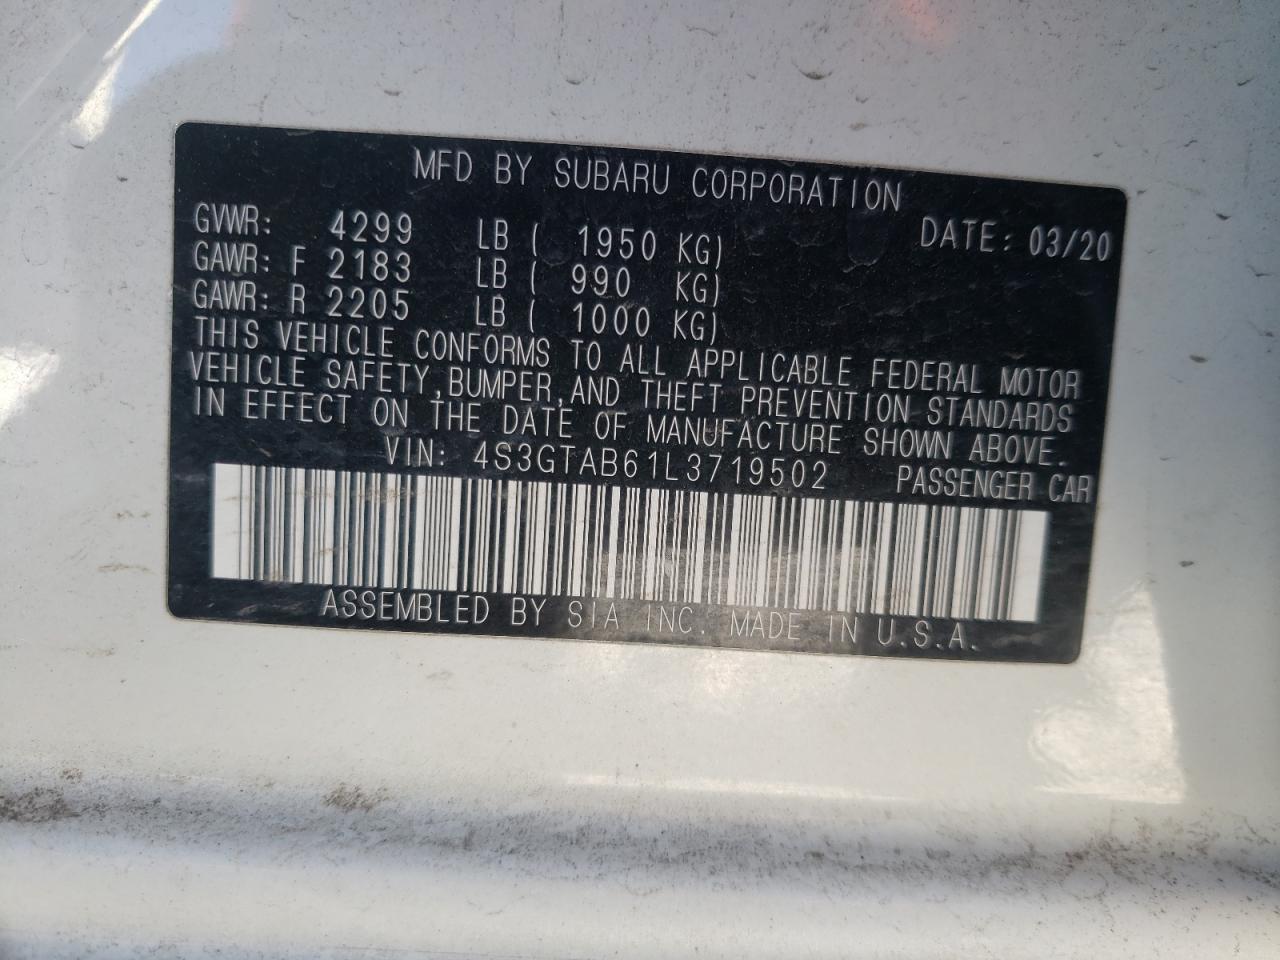 MFD BY SUBARU CORPORATION
GVWR: 4299 LB ( 1950 KG) DATE: 03/20
GAWR: F 2183 LB ( 990 KG)
GAWR: R 2205 LB ( 1000 KG)
THIS VEHICLE CONFORMS TO ALL APPLICABLE FEDERAL MOTOR
VEHICLE SAFETY,BUMPER,AND THEFT PREVENTION STANDARDS
IN EFFECT ON THE DATE OF MANUFACTURE SHOWN ABOVE.
VIN: 4S3GTAB61L3719502 PASSENGER CAR
ASSEMBLED BY SIA INC. MADE IN U.S.A.